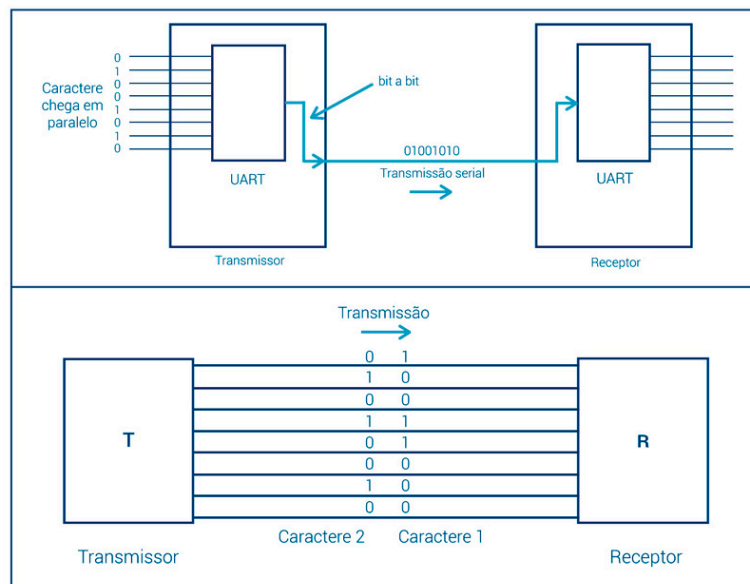 0
1
0
0
1
0
1
0
Caractere
chega em
paralelo
bit a bit
UART
01001010
Transmissão serial
UART
Transmissor
Receptor
Transmissão
0 1
1 0
0 0
1 1
0 1
0 0
1 0
0 0
T
R
Caractere 2 Caractere 1
Transmissor
Receptor